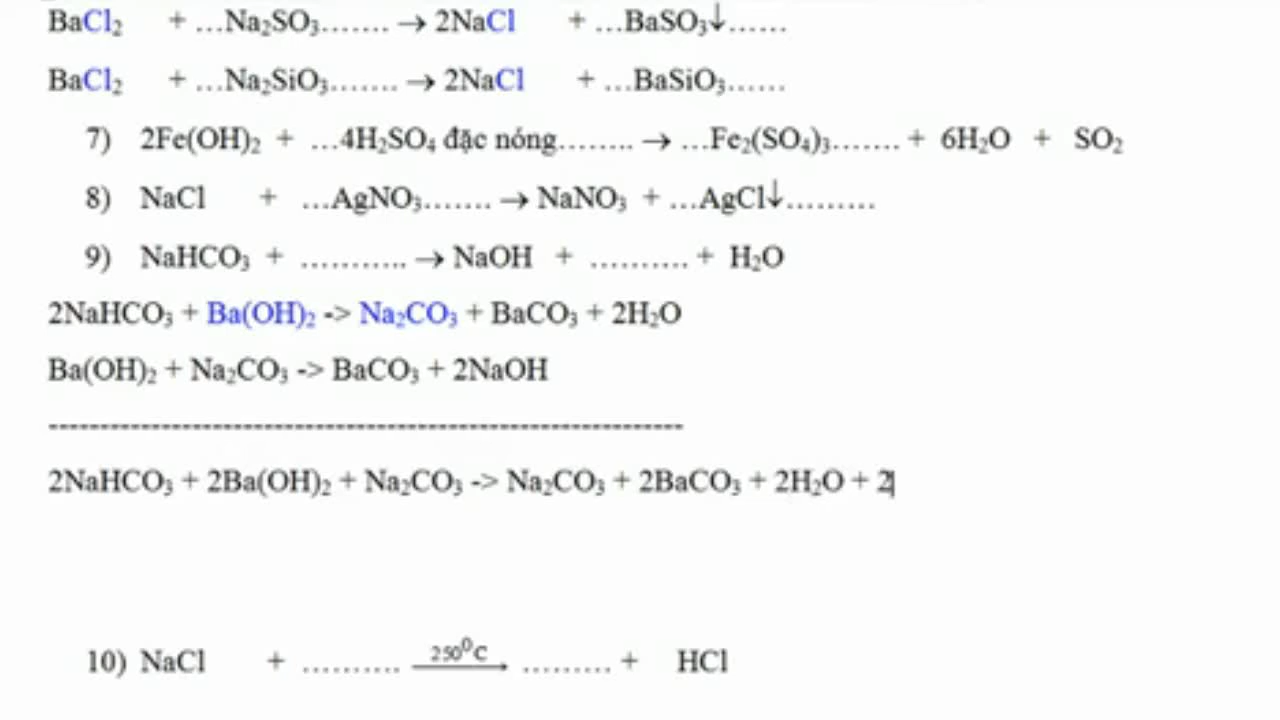 BaCl₂ + …Na₂SO₃……. → 2NaCl + …BaSO₃↓……
BaCl₂ + …Na₂SiO₃……. → 2NaCl + …BaSiO₃……
7) 2Fe(OH)₂ + …4H₂SO₄ đặc nóng…….. → …Fe₂(SO₄)₃……. + 6H₂O + SO₂
8) NaCl + …AgNO₃……. → NaNO₃ + …AgCl↓………
9) NaHCO₃ + ……….. → NaOH + ………. + H₂O
2NaHCO₃ + Ba(OH)₂ -> Na₂CO₃ + BaCO₃ + 2H₂O
Ba(OH)₂ + Na₂CO₃ -> BaCO₃ + 2NaOH
---------------------------------------------------------------
2NaHCO₃ + 2Ba(OH)₂ + Na₂CO₃ -> Na₂CO₃ + 2BaCO₃ + 2H₂O + 2
10) NaCl + ………. 250⁰C → ……… + HCl